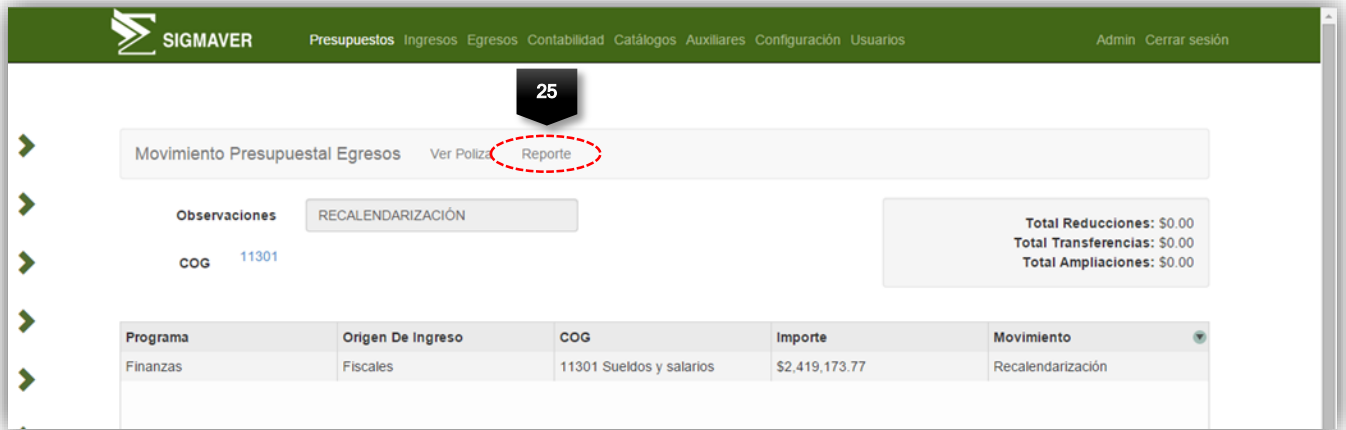 SIGMAVER Presupuestos Ingresos Egresos Contabilidad Catálogos Auxiliares Configuración Usuarios Admin Cerrar sesión
25
Movimiento Presupuestal Egresos Ver Poliza Reporte
Observaciones RECALENDARIZACIÓN
Total Reducciones: $0.00
Total Transferencias: $0.00
Total Ampliaciones: $0.00
COG 11301
Programa Origen De Ingreso COG Importe Movimiento
Finanzas Fiscales 11301 Sueldos y salarios $2,419,173.77 Recalendarización